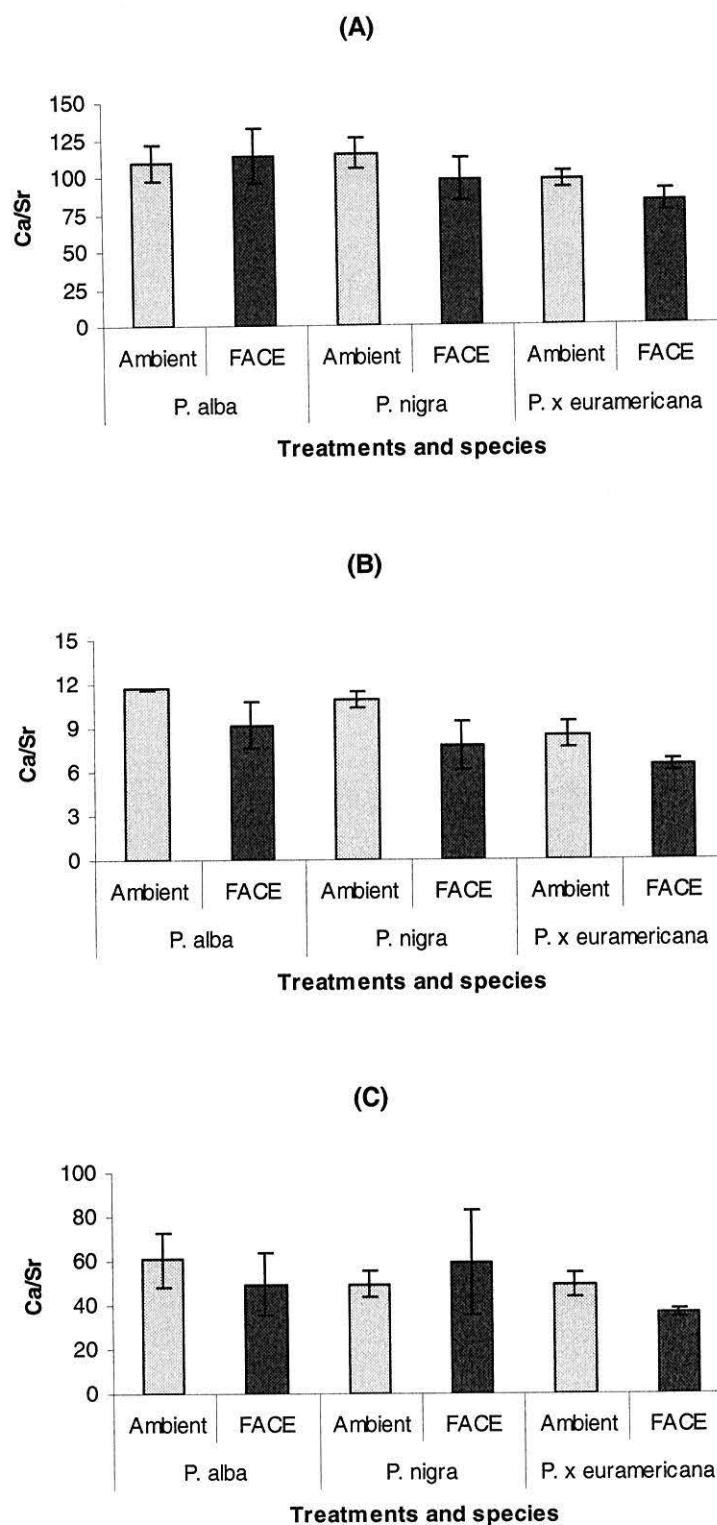 (A)
150
125
100
75
50
25
0
Ca/Sr
Ambient FACE Ambient FACE Ambient FACE
P. alba P. nigra P. x euramericana
Treatments and species
(B)
15
12
9
6
3
0
Ca/Sr
Ambient FACE Ambient FACE Ambient FACE
P. alba P. nigra P. x euramericana
Treatments and species
(C)
100
80
60
40
20
0
Ca/Sr
Ambient FACE Ambient FACE Ambient FACE
P. alba P. nigra P. x euramericana
Treatments and species